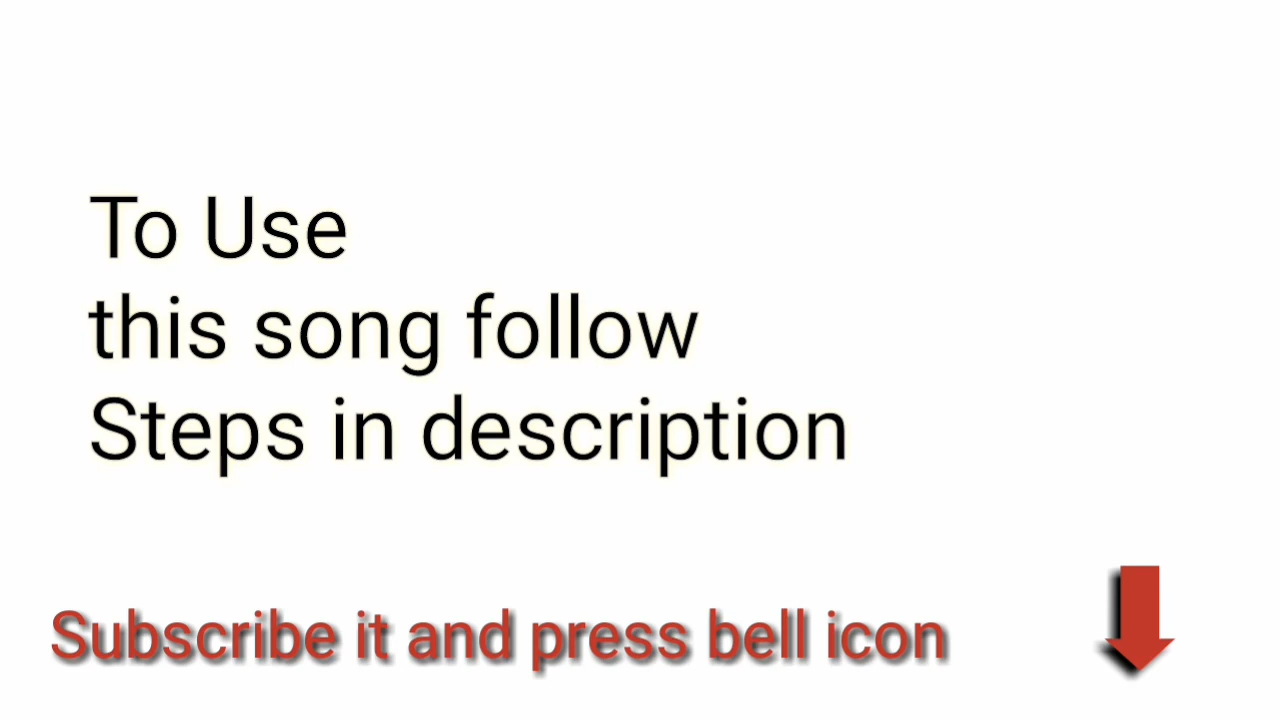 To Use
this song follow
Steps in description
Subscribe it and press bell icon